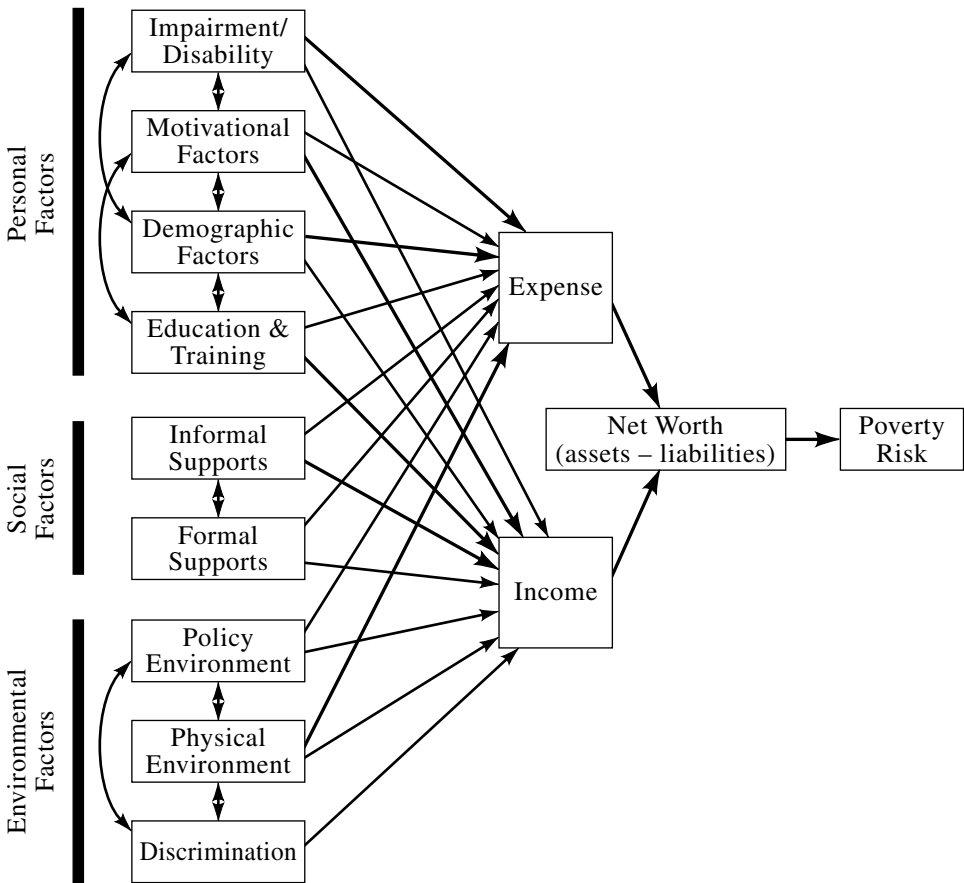 Personal
Factors
Impairment/
Disability
Motivational
Factors
Demographic
Factors
Education &
Training
Social
Factors
Informal
Supports
Formal
Supports
Environmental
Factors
Policy
Environment
Physical
Environment
Discrimination
Expense
Income
Net Worth
(assets – liabilities)
Poverty
Risk